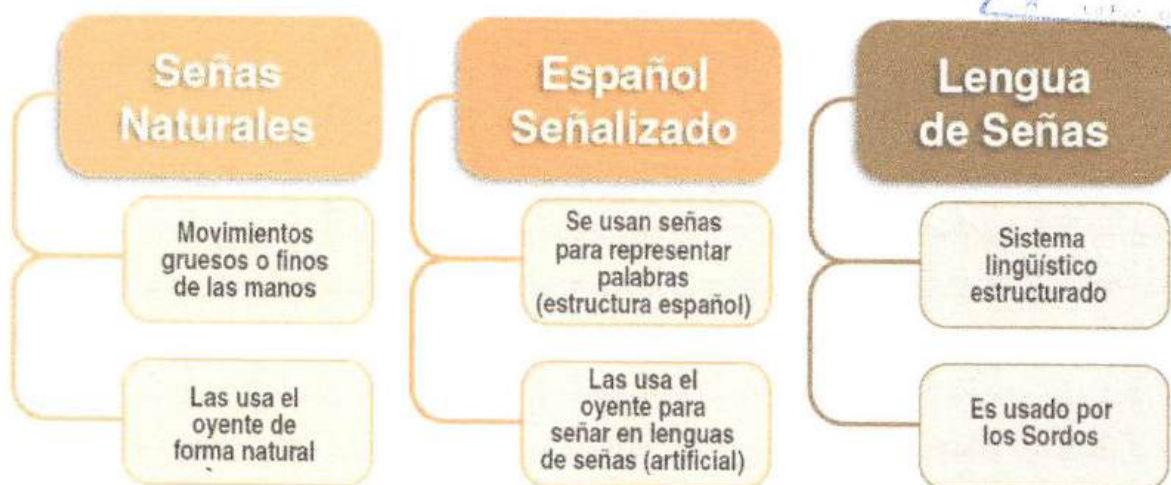 Señas
Naturales
Movimientos
gruesos o finos
de las manos
Las usa el
oyente de
forma natural
Español
Señalizado
Se usan señas
para representar
palabras
(estructura español)
Las usa el
oyente para
señar en lenguas
de señas (artificial)
Lengua
de Señas
Sistema
lingüístico
estructurado
Es usado por
los Sordos